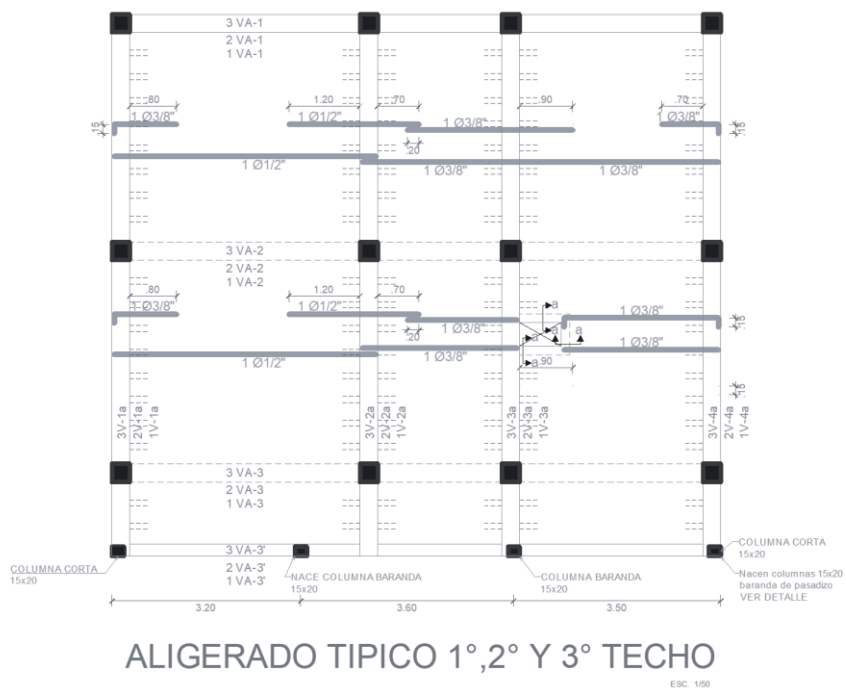 3 VA-1
2 VA-1
1 VA-1
.80
1.20
.70
.90
.70
1 Ø3/8"
1 Ø1/2"
1 Ø3/8"
1 Ø3/8"
.15
.15
.20
1 Ø1/2"
1 Ø3/8"
1 Ø3/8"
3 VA-2
2 VA-2
1 VA-2
.80
1.20
.70
a
1 Ø3/8"
1 Ø1/2"
1 Ø3/8"
1 Ø3/8"
.15
.20
a
a
a
1 Ø1/2"
1 Ø3/8"
1 Ø3/8"
a
.90
.15
3V-1a
2V-1a
1V-1a
3V-2a
2V-2a
1V-2a
3V-3a
2V-3a
1V-3a
3V-4a
2V-4a
1V-4a
3 VA-3
2 VA-3
1 VA-3
3 VA-3'
2 VA-3'
1 VA-3'
COLUMNA CORTA
15x20
NACE COLUMNA BARANDA
15x20
COLUMNA BARANDA
15x20
COLUMNA CORTA
15x20
Nacen columnas 15x20
baranda de pasadizo
VER DETALLE
3.20
3.60
3.50
ALIGERADO TIPICO 1°,2° Y 3° TECHO
ESC. 1/50